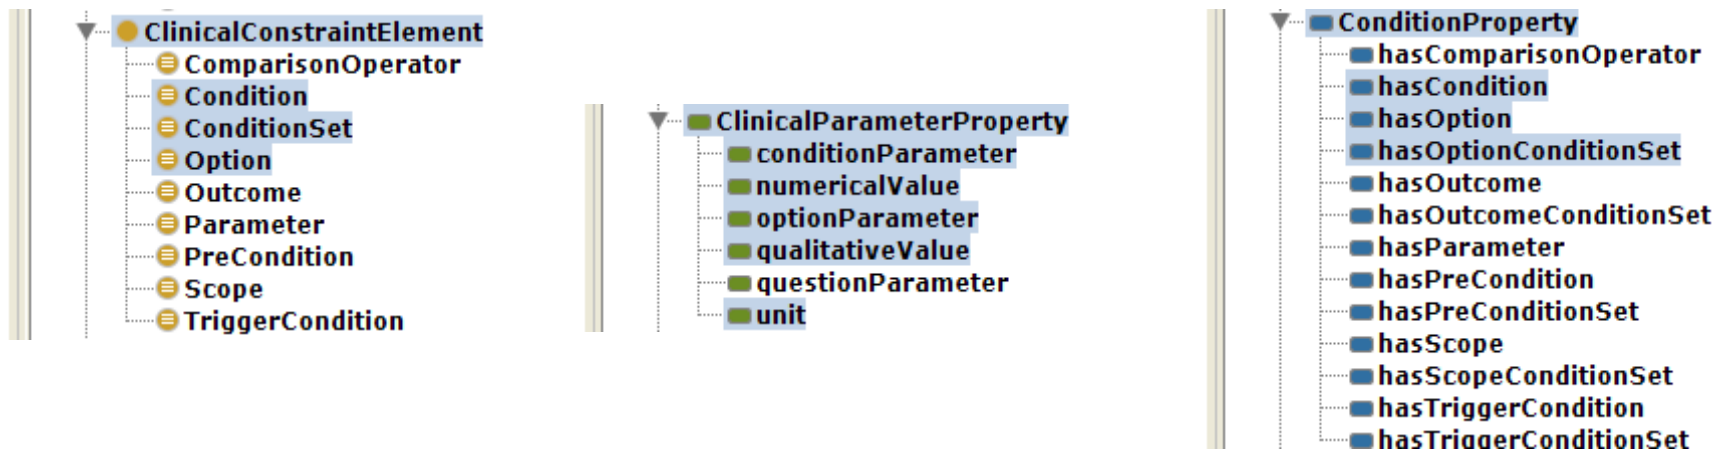 ClinicalConstraintElement
ComparisonOperator
Condition
ConditionSet
Option
Outcome
Parameter
PreCondition
Scope
TriggerCondition
ClinicalParameterProperty
conditionParameter
numericalValue
optionParameter
qualitativeValue
questionParameter
unit
ConditionProperty
hasComparisonOperator
hasCondition
hasOption
hasOptionConditionSet
hasOutcome
hasOutcomeConditionSet
hasParameter
hasPreCondition
hasPreConditionSet
hasScope
hasScopeConditionSet
hasTriggerCondition
hasTriggerConditionSet